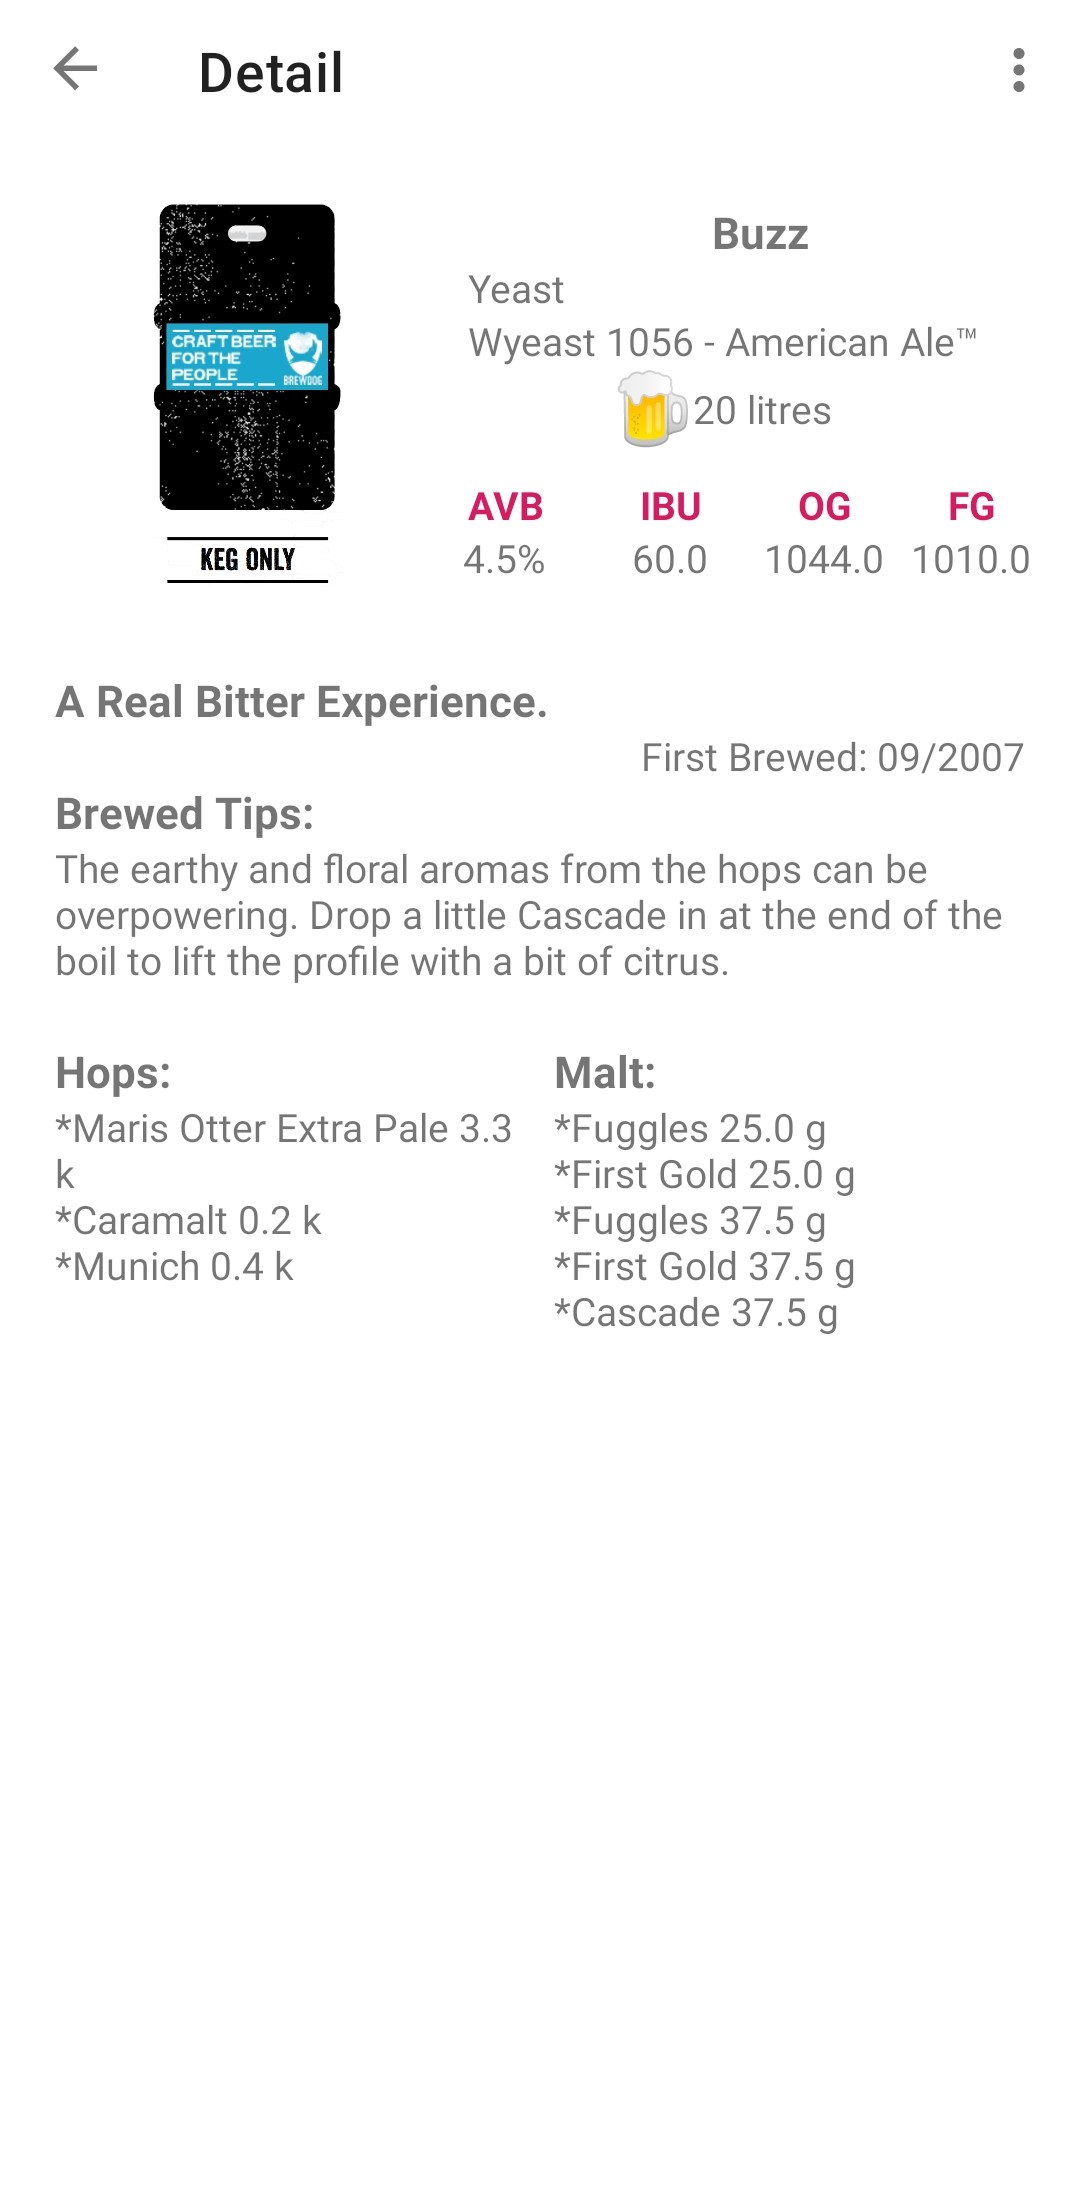 Detail
CRAFT BEER
FOR THE
PEOPLE
BREWDOG
KEG ONLY
Buzz
Yeast
Wyeast 1056 - American Ale™
20 litres
AVB IBU OG FG
4.5% 60.0 1044.0 1010.0
A Real Bitter Experience.
First Brewed: 09/2007
Brewed Tips:
The earthy and floral aromas from the hops can be
overpowering. Drop a little Cascade in at the end of the
boil to lift the profile with a bit of citrus.
Hops:
*Maris Otter Extra Pale 3.3
k
*Caramalt 0.2 k
*Munich 0.4 k
Malt:
*Fuggles 25.0 g
*First Gold 25.0 g
*Fuggles 37.5 g
*First Gold 37.5 g
*Cascade 37.5 g